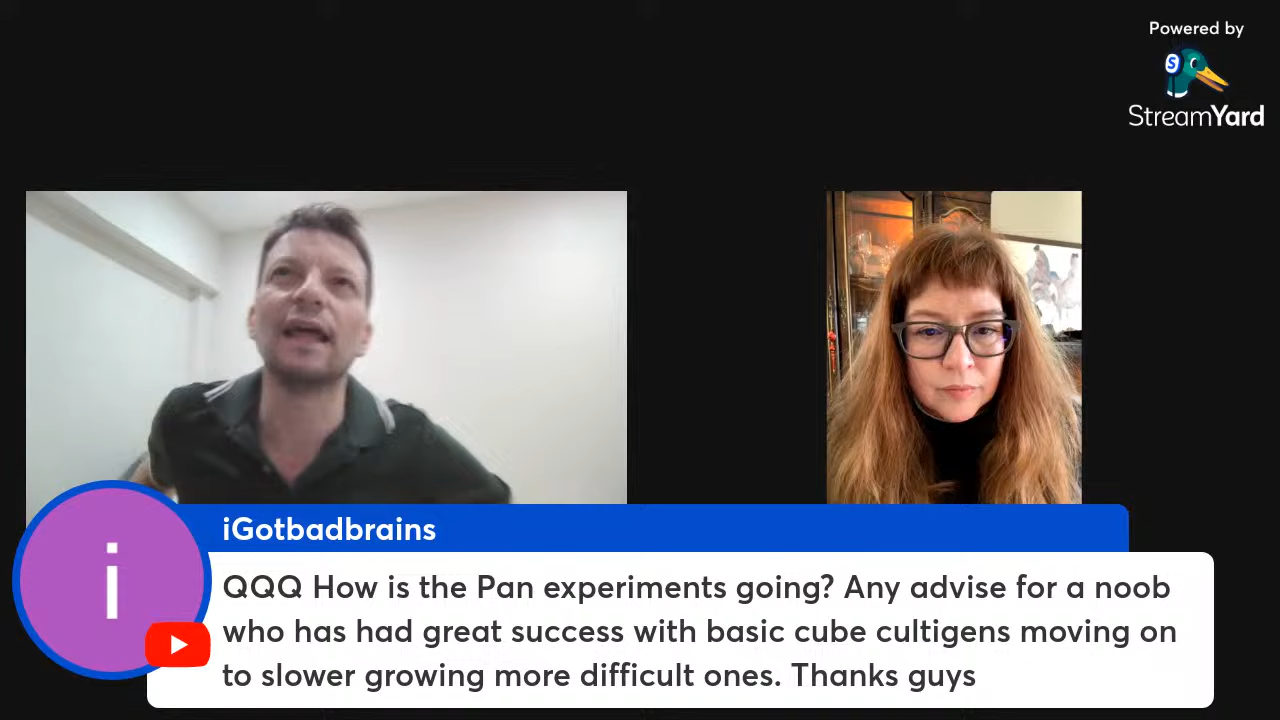 Powered by
S
StreamYard
iGotbadbrains
i
QQQ How is the Pan experiments going? Any advise for a noob
who has had great success with basic cube cultigens moving on
to slower growing more difficult ones. Thanks guys